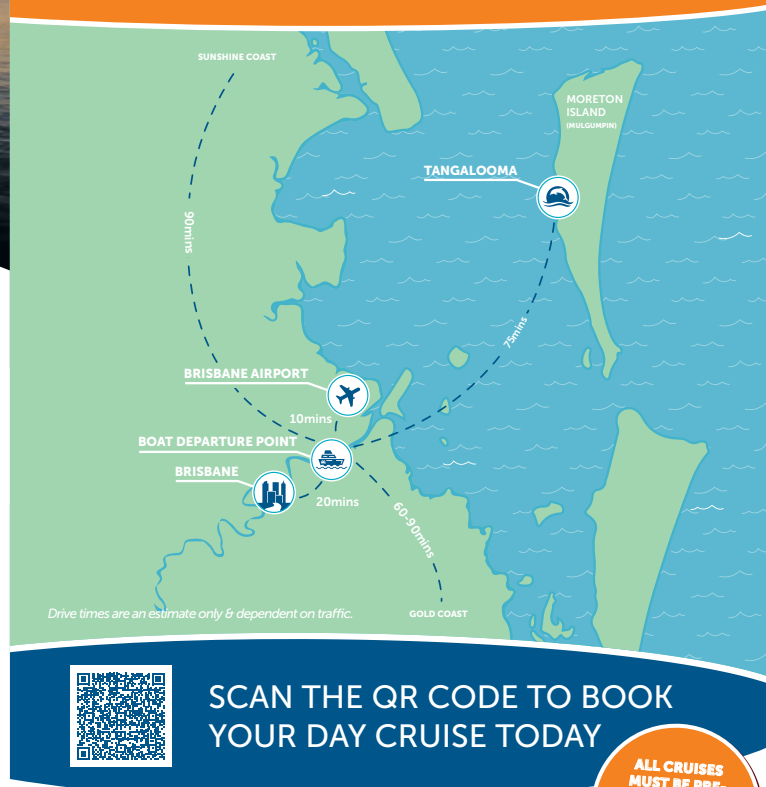 SUNSHINE COAST
MORETON
ISLAND
(MULGUMPIN)
TANGALOOMA
90mins
75mins
BRISBANE AIRPORT
10mins
BOAT DEPARTURE POINT
BRISBANE
20mins
60-90mins
Drive times are an estimate only & dependent on traffic.
GOLD COAST
SCAN THE QR CODE TO BOOK
YOUR DAY CRUISE TODAY
ALL CRUISES
MUST BE PRE-